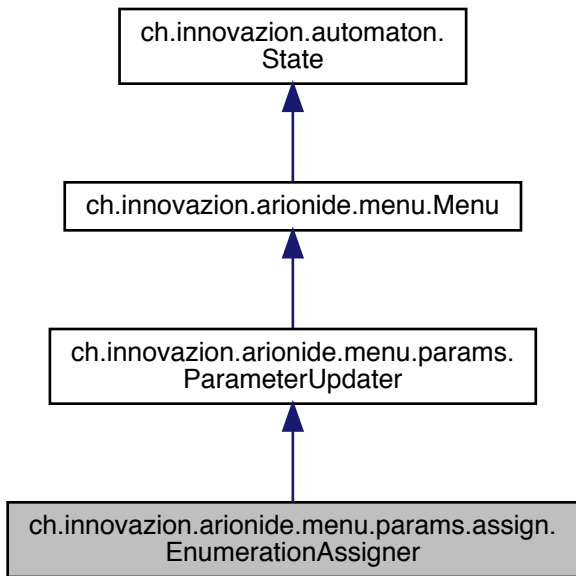 ch.innovazion.automaton.
State
ch.innovazion.arionide.menu.Menu
ch.innovazion.arionide.menu.params.
ParameterUpdater
ch.innovazion.arionide.menu.params.assign.
EnumerationAssigner